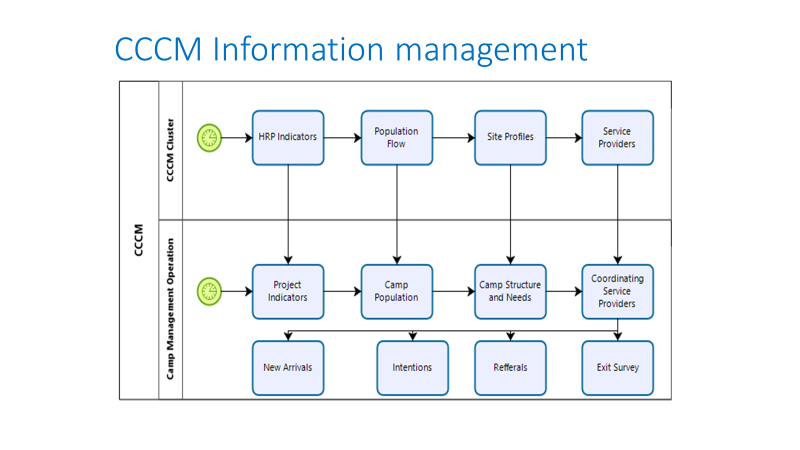 CCCM Information management
CCCM
CCCM Cluster
HRP Indicators
Population
Flow
Site Profiles
Service
Providers
Camp Management Operation
Project
Indicators
Camp
Population
Camp Structure
and Needs
Coordinating
Service
Providers
New Arrivals
Intentions
Refferals
Exit Survey